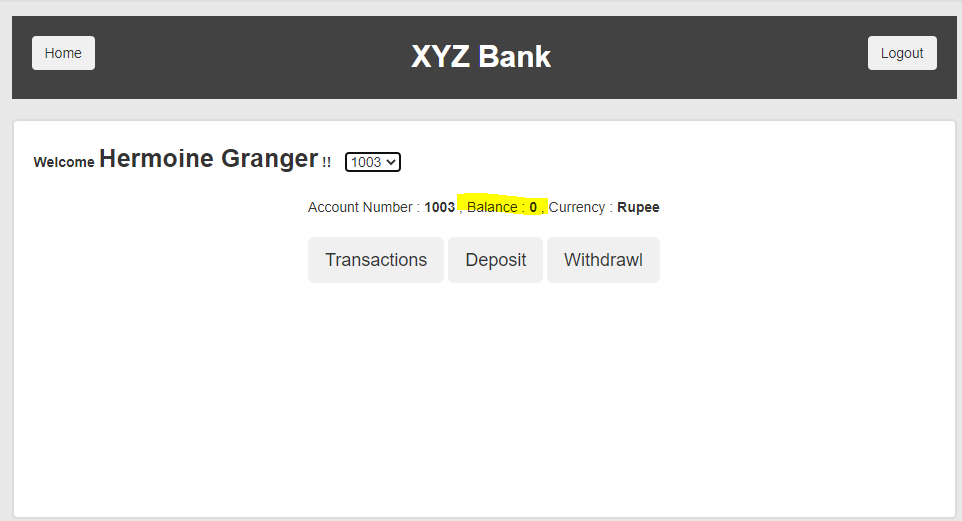 Home XYZ Bank Logout
Welcome Hermoine Granger !! 1003
Account Number : 1003 , Balance : 0 , Currency : Rupee
Transactions Deposit Withdrawl